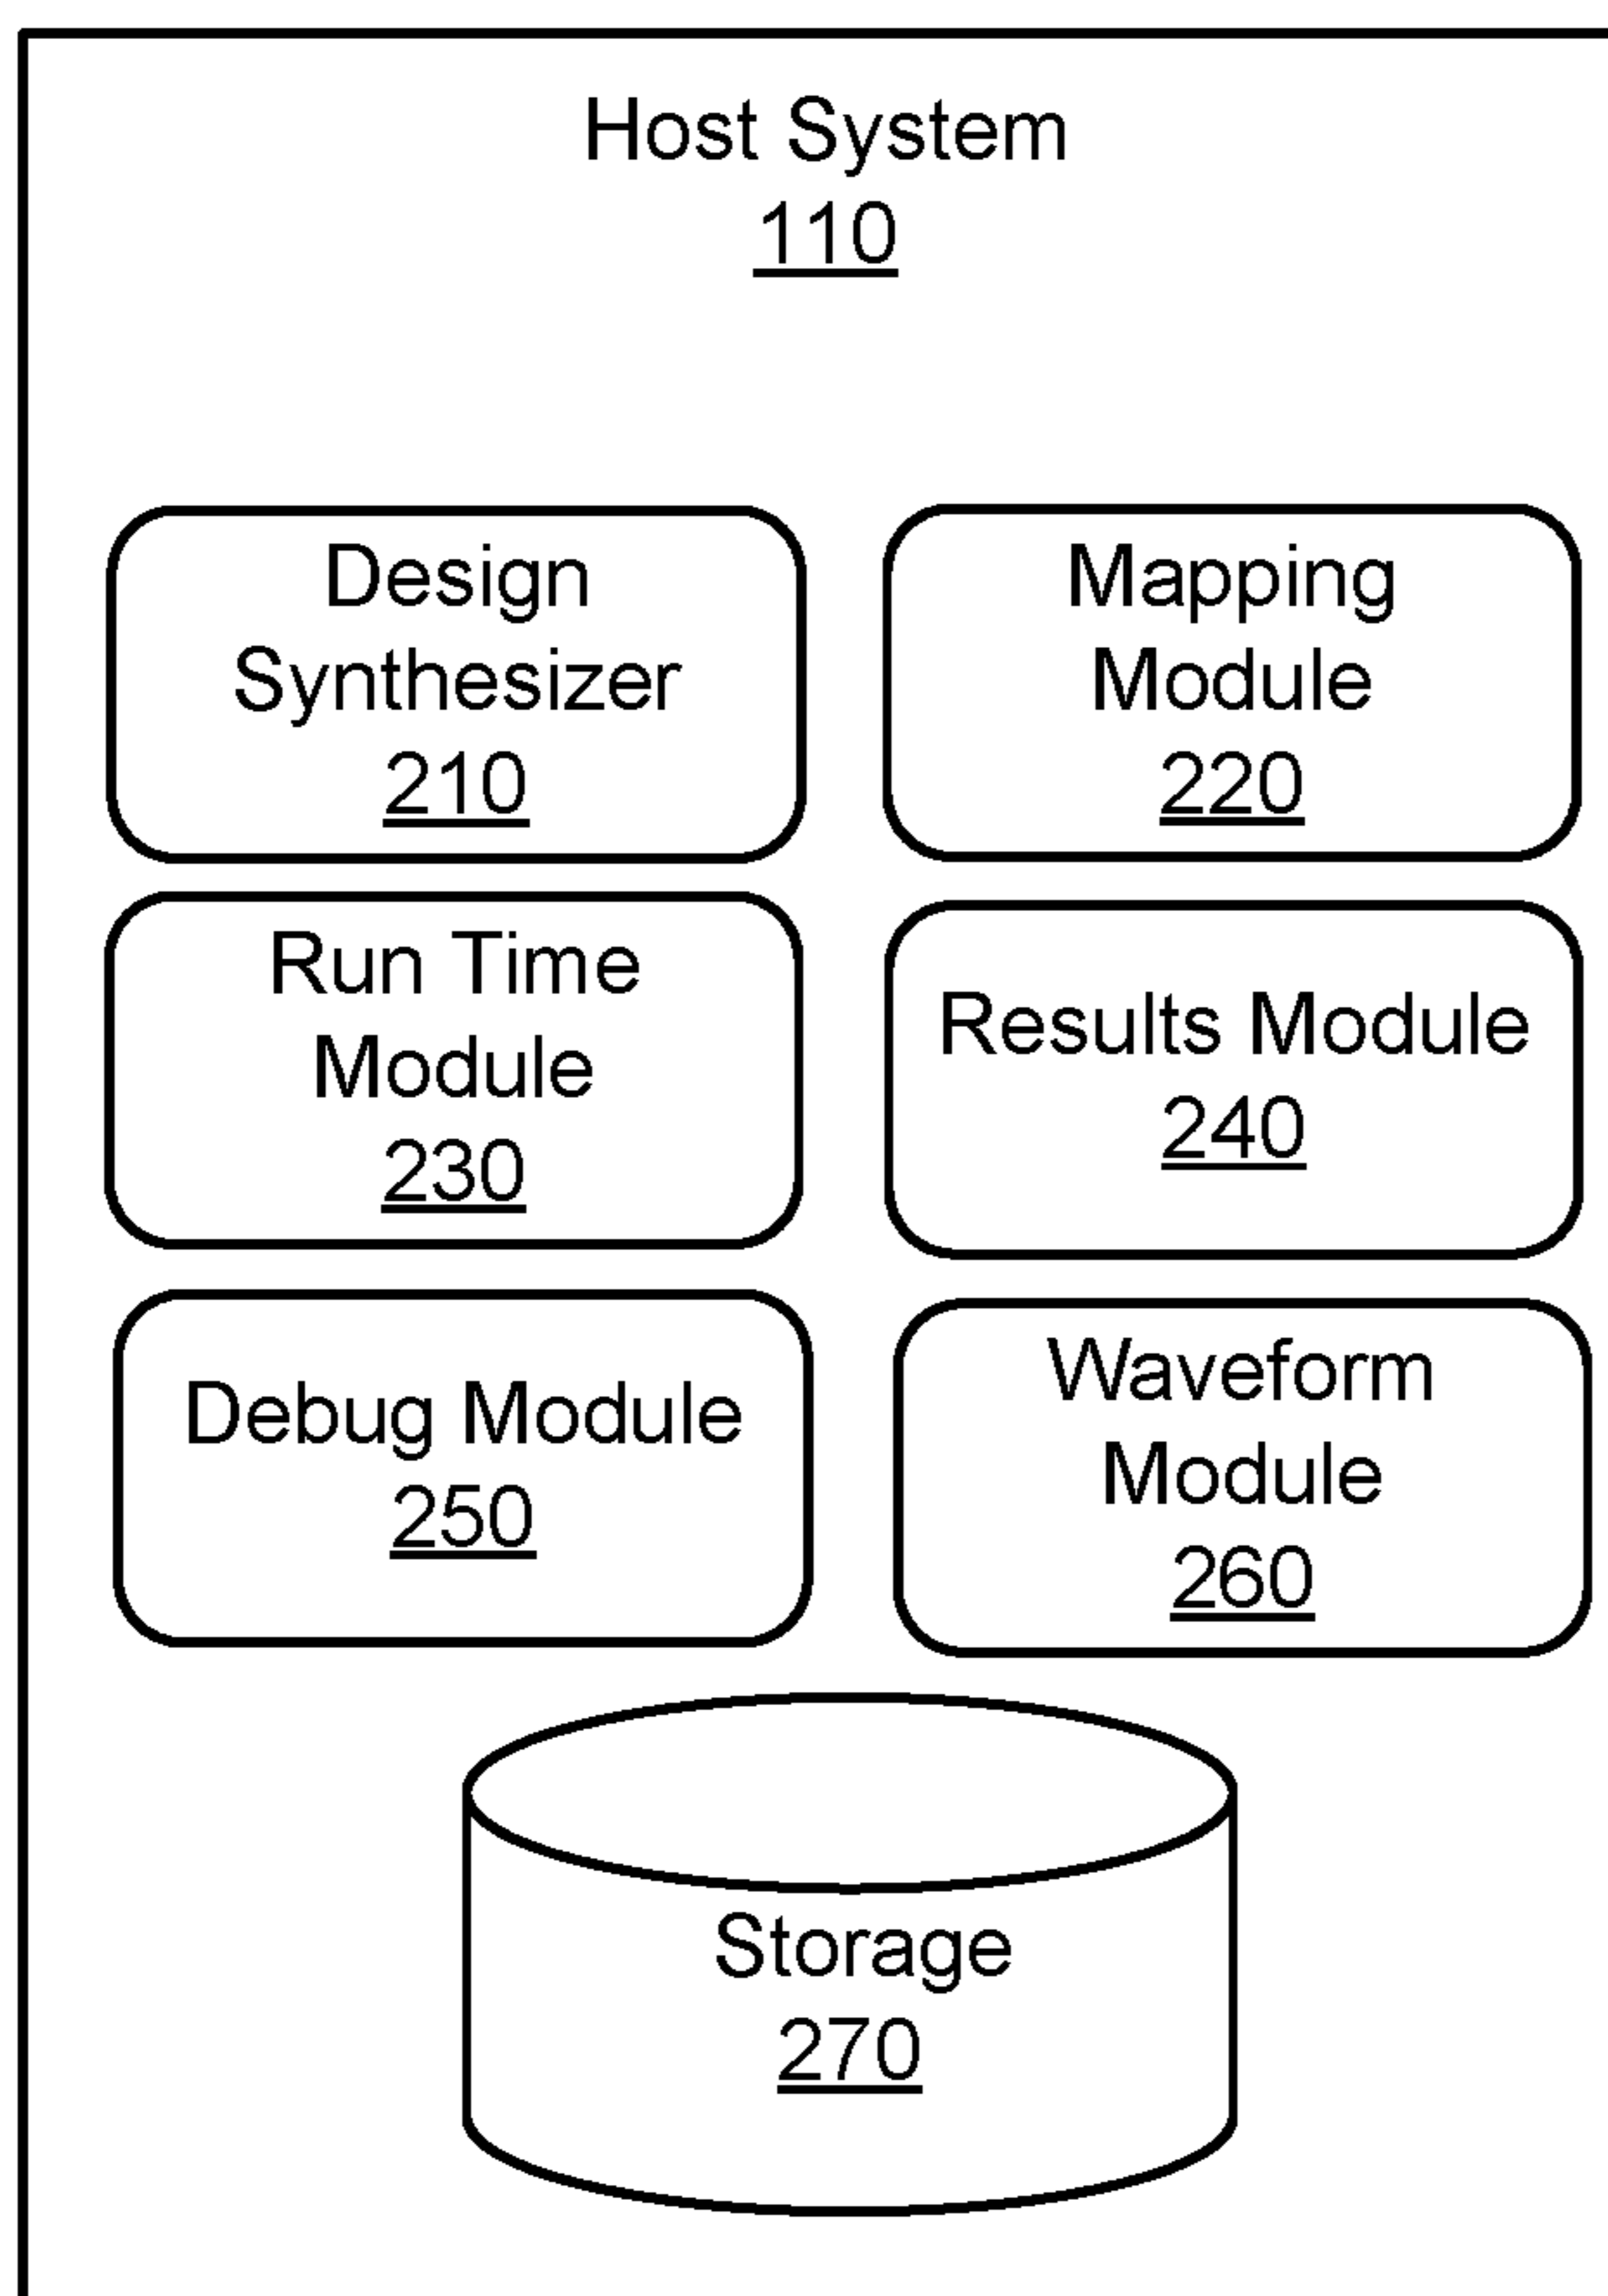 Host System
110
Design
Synthesizer
210
Mapping
Module
220
Run Time
Module
230
Results Module
240
Debug Module
250
Waveform
Module
260
Storage
270